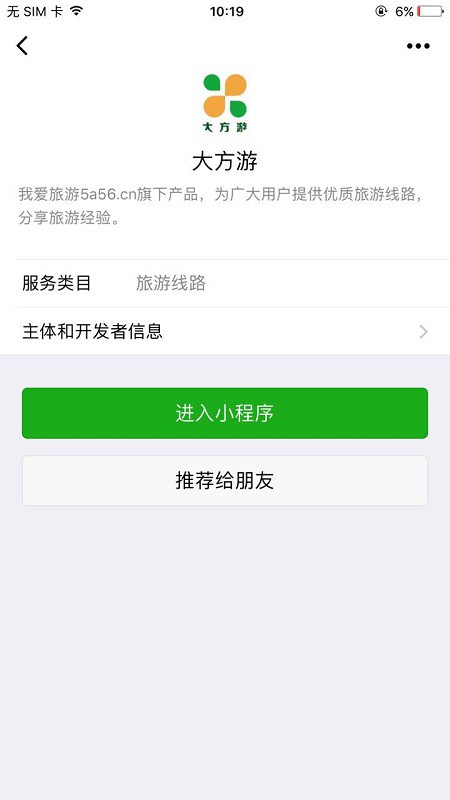 无 SIM 卡 10:19 6%
大方游
大方游
我爱旅游5a56.cn旗下产品，为广大用户提供优质旅游线路，
分享旅游经验。
服务类目 旅游线路
主体和开发者信息
进入小程序
推荐给朋友